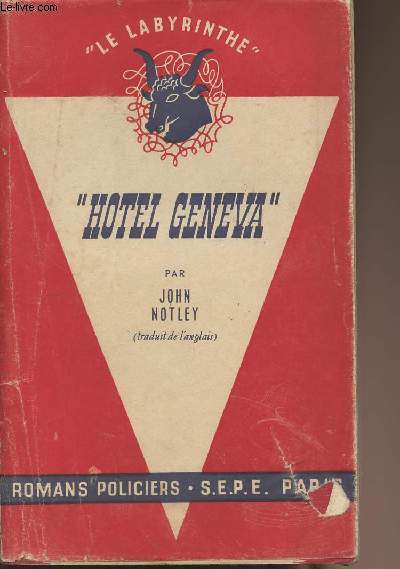 Le-livre.com
"LE LABYRINTHE"
"HOTEL GENEVA"
PAR
JOHN
NOTLEY
(traduit de l'anglais)
ROMANS POLICIERS • S.E.P.E. PARIS